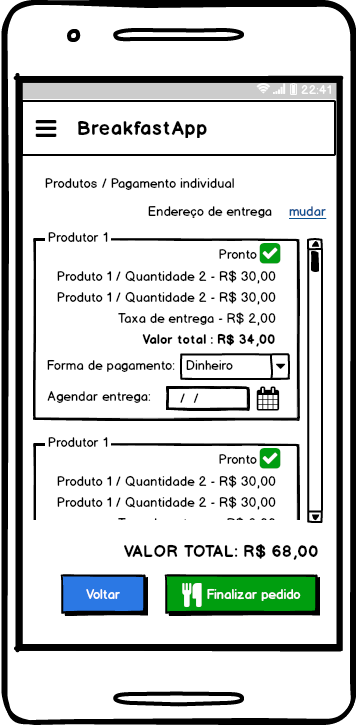 22:41
BreakfastApp
Produtos / Pagamento individual
Endereço de entrega mudar
Produtor 1
Pronto
Produto 1 / Quantidade 2 - R$ 30,00
Produto 1 / Quantidade 2 - R$ 30,00
Taxa de entrega - R$ 2,00
Valor total : R$ 34,00
Forma de pagamento: Dinheiro
Agendar entrega: / /
Produtor 1
Pronto
Produto 1 / Quantidade 2 - R$ 30,00
Produto 1 / Quantidade 2 - R$ 30,00
VALOR TOTAL: R$ 68,00
Voltar Finalizar pedido